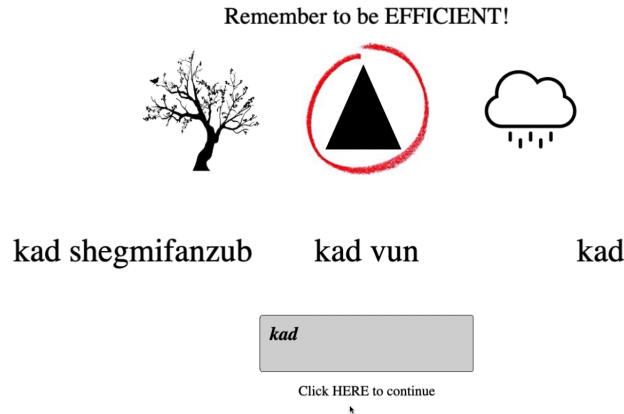 Remember to be EFFICIENT!
kad shegmifanzub kad vun kad
kad
Click HERE to continue